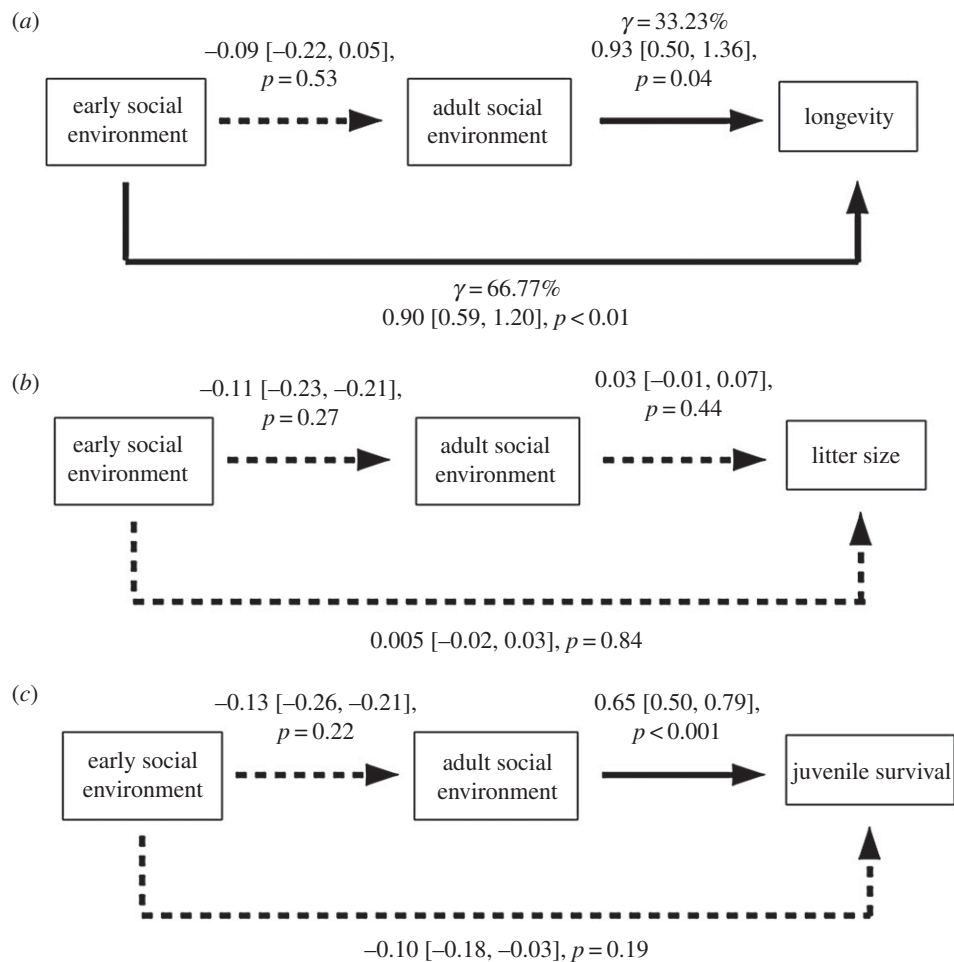 (a)
–0.09 [–0.22, 0.05],
p = 0.53
γ = 33.23%
0.93 [0.50, 1.36],
p = 0.04
early social
environment
adult social
environment
longevity
γ = 66.77%
0.90 [0.59, 1.20], p < 0.01
(b)
–0.11 [–0.23, –0.21],
p = 0.27
0.03 [–0.01, 0.07],
p = 0.44
early social
environment
adult social
environment
litter size
0.005 [–0.02, 0.03], p = 0.84
(c)
–0.13 [–0.26, –0.21],
p = 0.22
0.65 [0.50, 0.79],
p < 0.001
early social
environment
adult social
environment
juvenile survival
–0.10 [–0.18, –0.03], p = 0.19